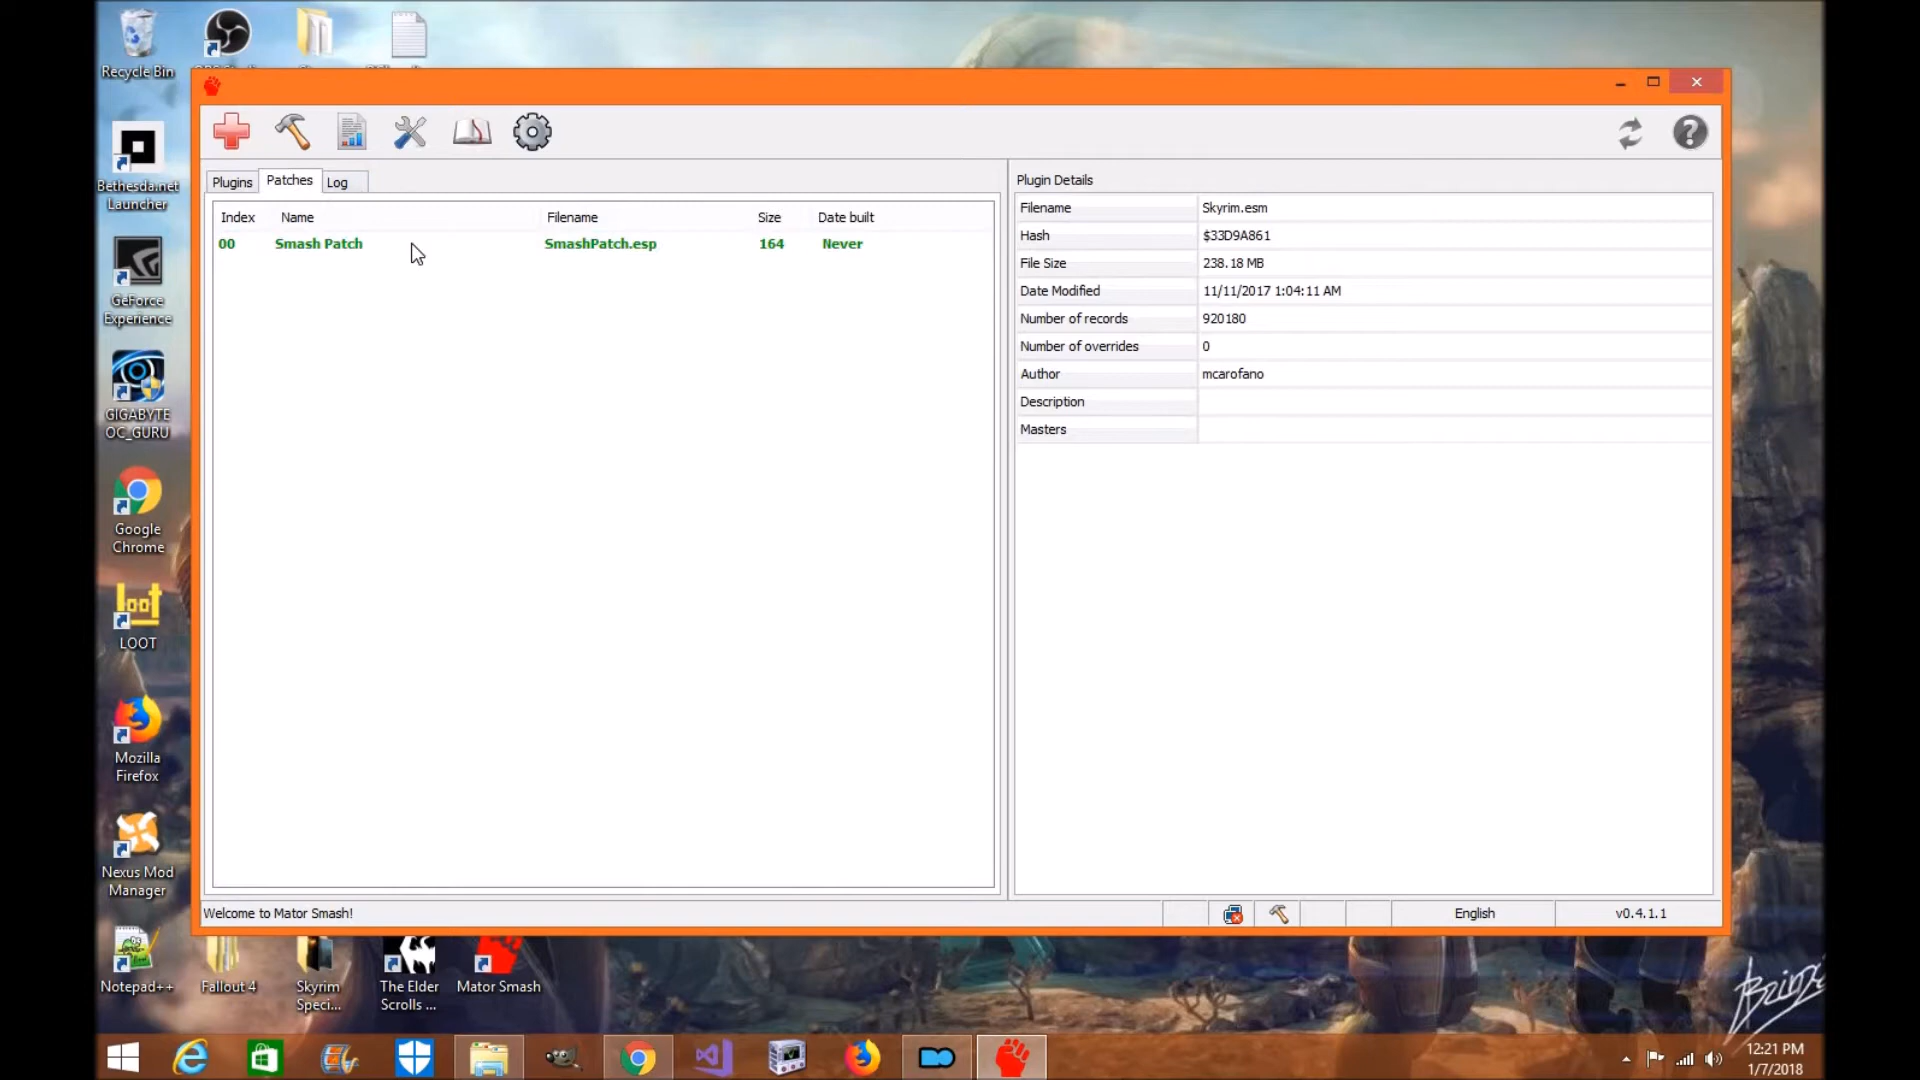 Recycle Bin
Bethesda.net
Launcher
GeForce
Experience
GIGABYTE
OC_GURU
Google
Chrome
loot
LOOT
Mozilla
Firefox
Nexus Mod
Manager
Notepad++
Fallout 4
Skyrim
Speci...
The Elder
Scrolls ...
Mator Smash
Plugins
Patches
Log
Index
Name
Filename
Size
Date built
00
Smash Patch
SmashPatch.esp
164
Never
Plugin Details
Filename
Skyrim.esm
Hash
$33D9A861
File Size
238.18 MB
Date Modified
11/11/2017 1:04:11 AM
Number of records
920180
Number of overrides
0
Author
mcarofano
Description
Masters
Welcome to Mator Smash!
English
v0.4.1.1
12:21 PM
1/7/2018